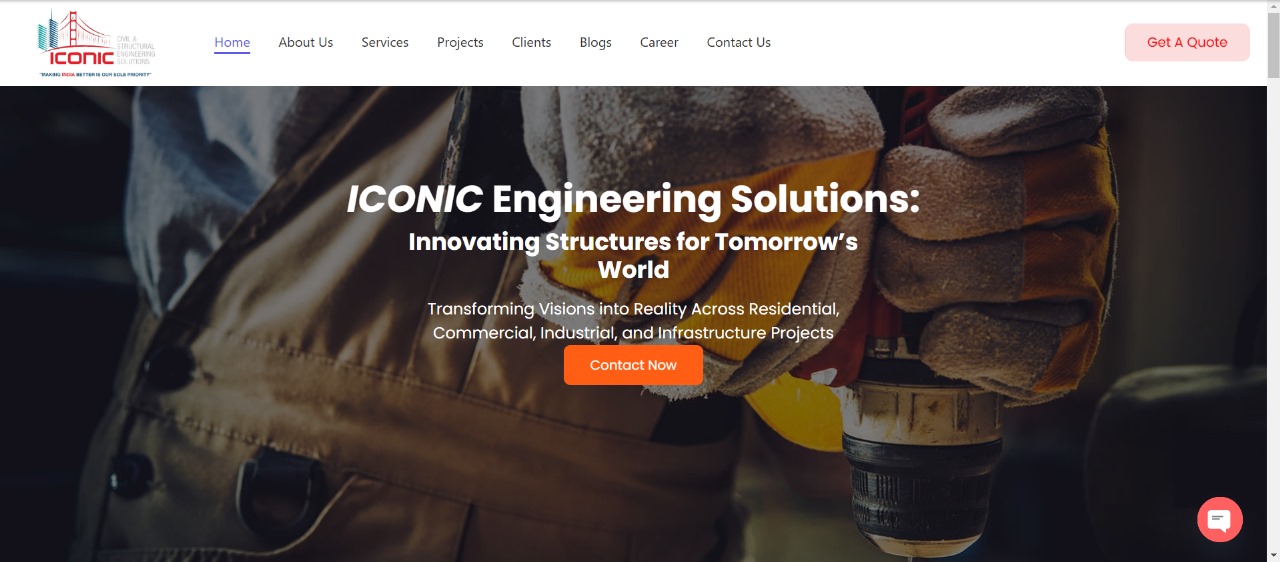 CIVIL &
STRUCTURAL
ENGINEERING
SOLUTIONS
ICONIC
"MAKING INDIA BETTER IS OUR SOLE PRIORITY"
Home About Us Services Projects Clients Blogs Career Contact Us
Get A Quote
ICONIC Engineering Solutions:
Innovating Structures for Tomorrow’s
World
Transforming Visions into Reality Across Residential,
Commercial, Industrial, and Infrastructure Projects
Contact Now